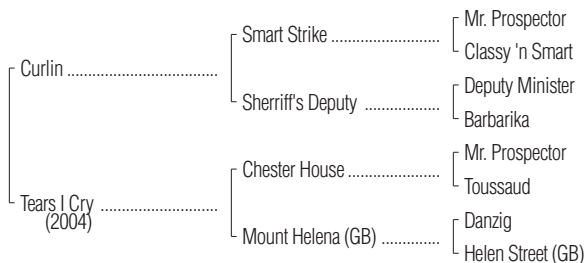 Mr. Prospector
Smart Strike ........................
Classy 'n Smart
Curlin .................................
Deputy Minister
Sherriff's Deputy ................
Barbarika
Mr. Prospector
Chester House .....................
Toussaud
Tears I Cry ..........................
(2004)
Danzig
Mount Helena (GB) .............
Helen Street (GB)